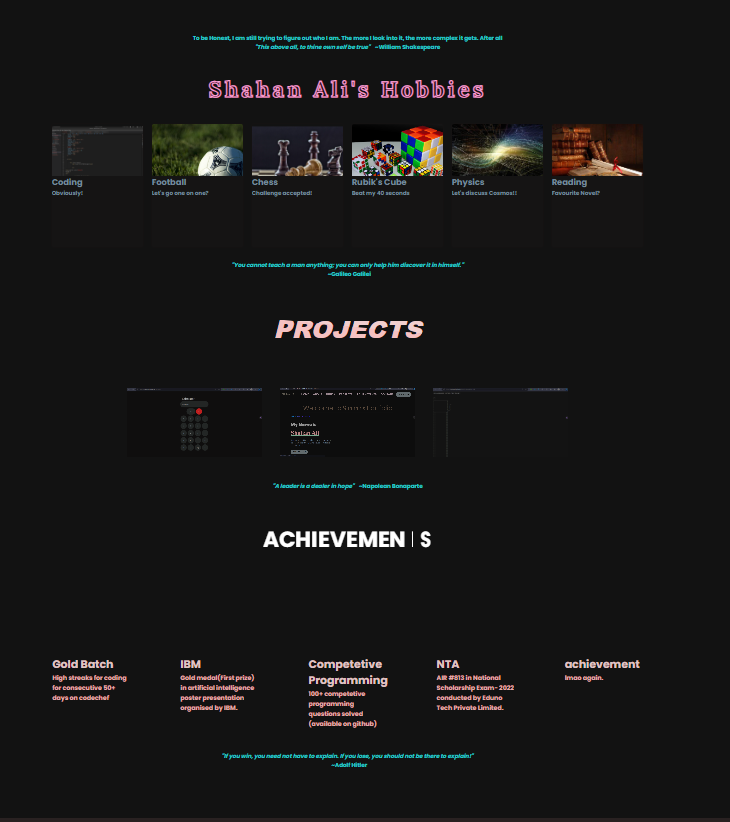 To be Honest, I am still trying to figure out who I am. The more I look into it, the more complex it gets. After all
"This above all, to thine own self be true" ~William Shakespeare
Shahan Ali's Hobbies
Coding
Obviously!
Football
Let's go one on one?
Chess
Challenge accepted!
Rubik's Cube
Beat my 40 seconds
Physics
Let's discuss Cosmos!!
Reading
Favourite Novel?
"You cannot teach a man anything; you can only help him discover it in himself."
~Galileo Galilei
PROJECTS
My Name is
Shahan Ali
"A leader is a dealer in hope" ~Napolean Bonaparte
ACHIEVEMENTS
Gold Batch
High streaks for coding
for consecutive 50+
days on codechef
IBM
Gold medal(First prize)
in artificial intelligence
poster presentation
organised by IBM.
Competetive
Programming
100+ competetive
programming
questions solved
(available on github)
NTA
AIR #813 in National
Scholarship Exam- 2022
conducted by Eduno
Tech Private Limited.
achievement
lmao again.
"If you win, you need not have to explain. If you lose, you should not be there to explain!"
~Adolf Hitler